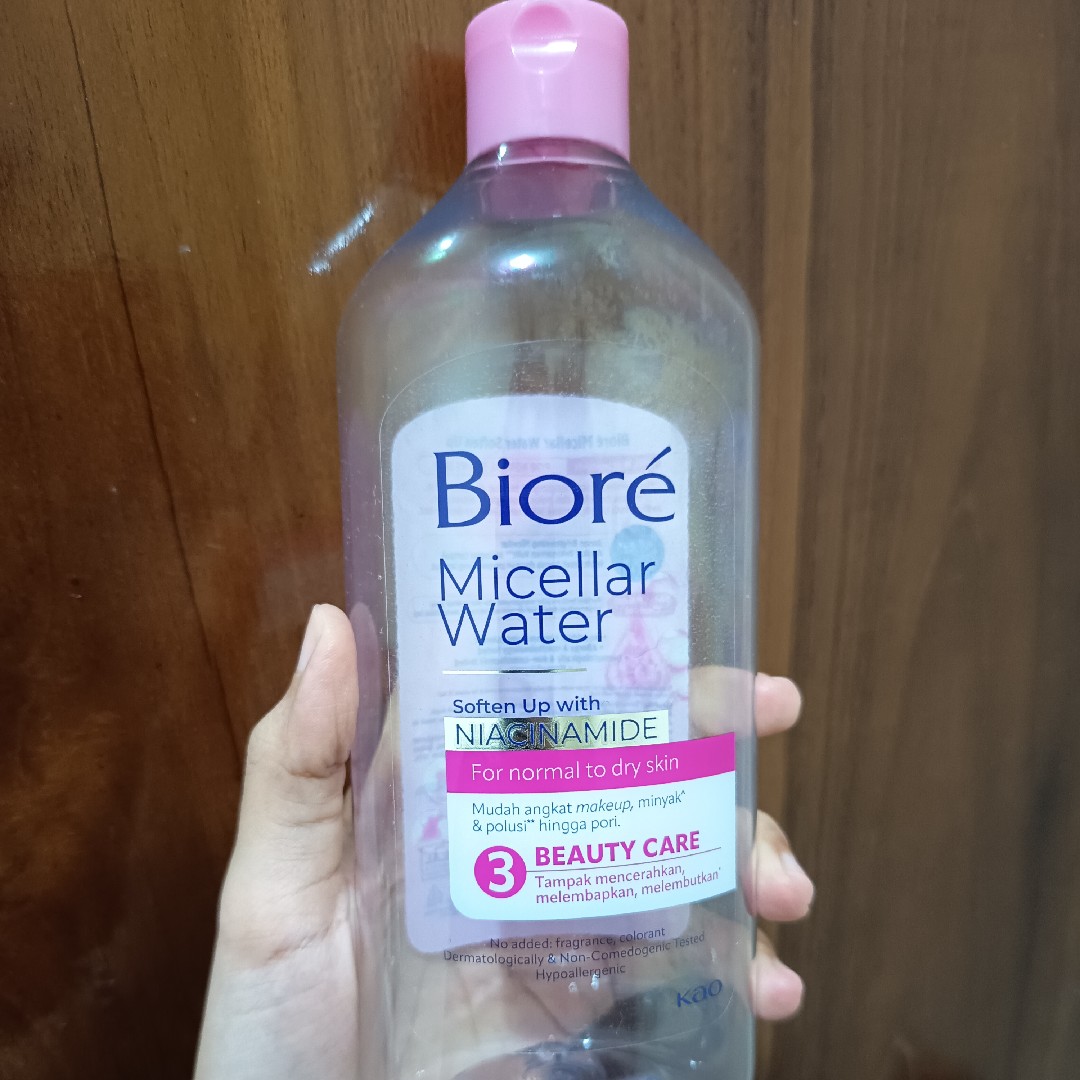 Bioré
Micellar
Water
Soften Up with
NIACINAMIDE
For normal to dry skin
Mudah angkat makeup, minyak^
& polusi** hingga pori.
3 BEAUTY CARE
Tampak mencerahkan,
melembapkan, melembutkan*
No added: fragrance, colorant
Dermatologically & Non-Comedogenic Tested
Hypoallergenic
Kao